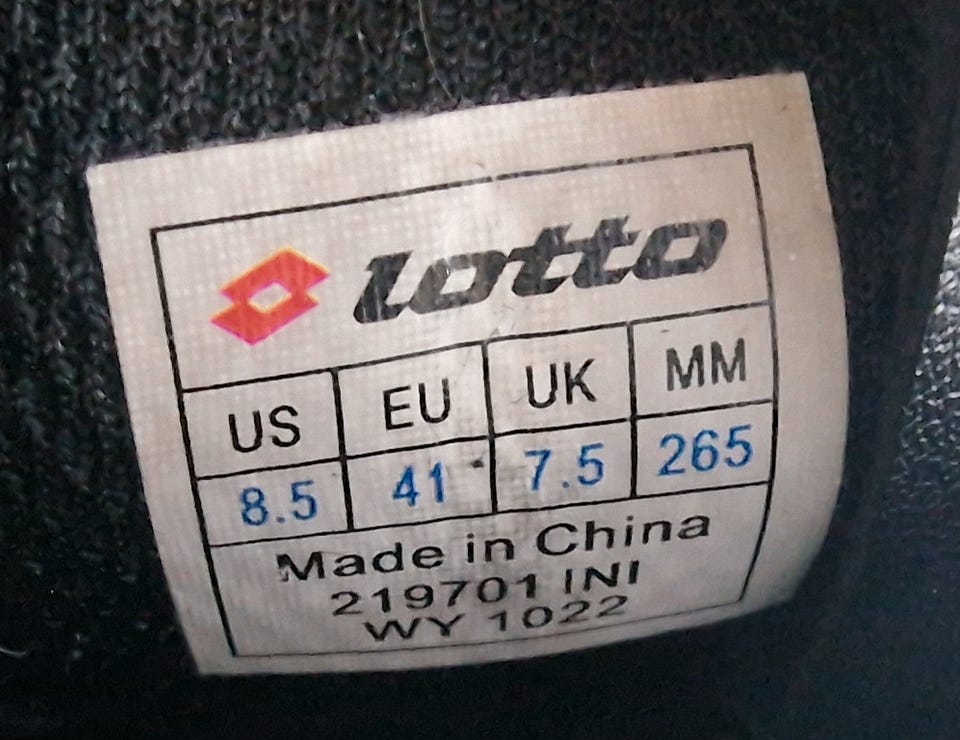 lotto
US EU UK MM
8.5 41 7.5 265
Made in China
219701 INI
WY 1022